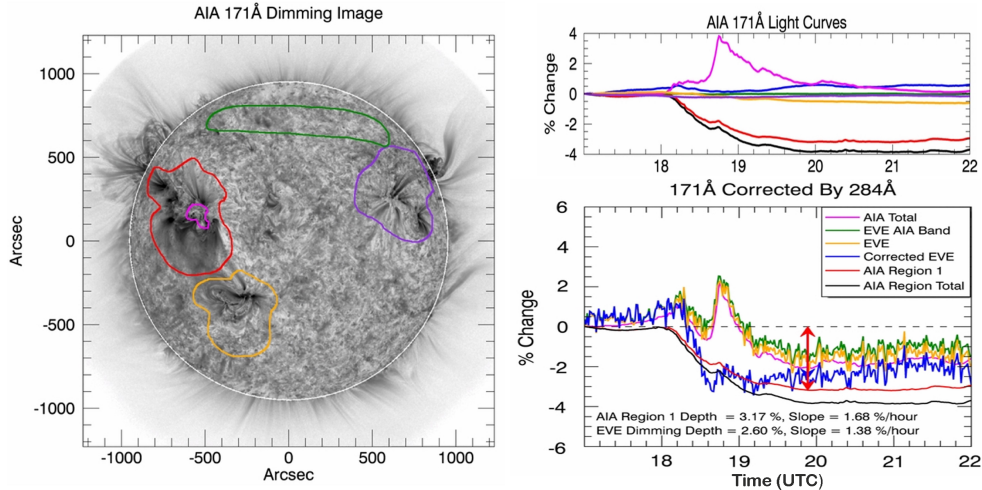 AIA 171Å Dimming Image
1000
500
0
-500
-1000
Arcsec
-1000 -500 0 500 1000
Arcsec
AIA 171Å Light Curves
4
2
0
-2
-4
% Change
18 19 20 21 22
171Å Corrected By 284Å
6
4
2
0
-2
-4
-6
% Change
AIA Total
EVE AIA Band
EVE
Corrected EVE
AIA Region 1
AIA Region Total
AIA Region 1 Depth = 3.17 %, Slope = 1.68 %/hour
EVE Dimming Depth = 2.60 %, Slope = 1.38 %/hour
18 19 20 21 22
Time (UTC)